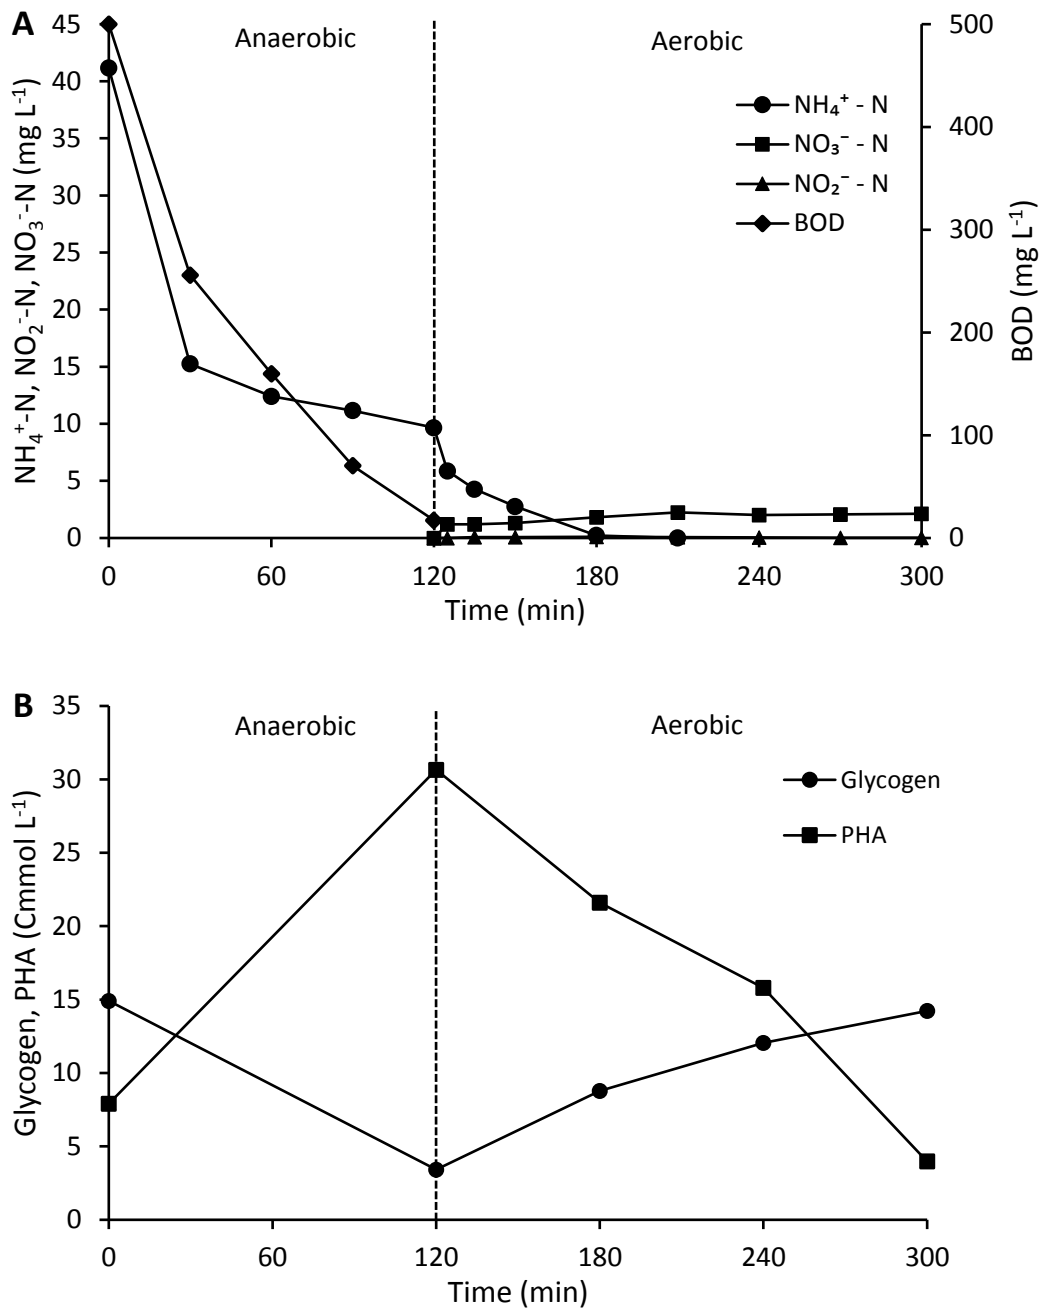 A
Anaerobic
Aerobic
NH₄⁺ - N
NO₃⁻ - N
NO₂⁻ - N
BOD
NH₄⁺-N, NO₂⁻-N, NO₃⁻-N (mg L⁻¹)
45
40
35
30
25
20
15
10
5
0
BOD (mg L⁻¹)
500
400
300
200
100
0
0 60 120 180 240 300
Time (min)
B
Anaerobic
Aerobic
Glycogen
PHA
Glycogen, PHA (Cmmol L⁻¹)
35
30
25
20
15
10
5
0
0 60 120 180 240 300
Time (min)